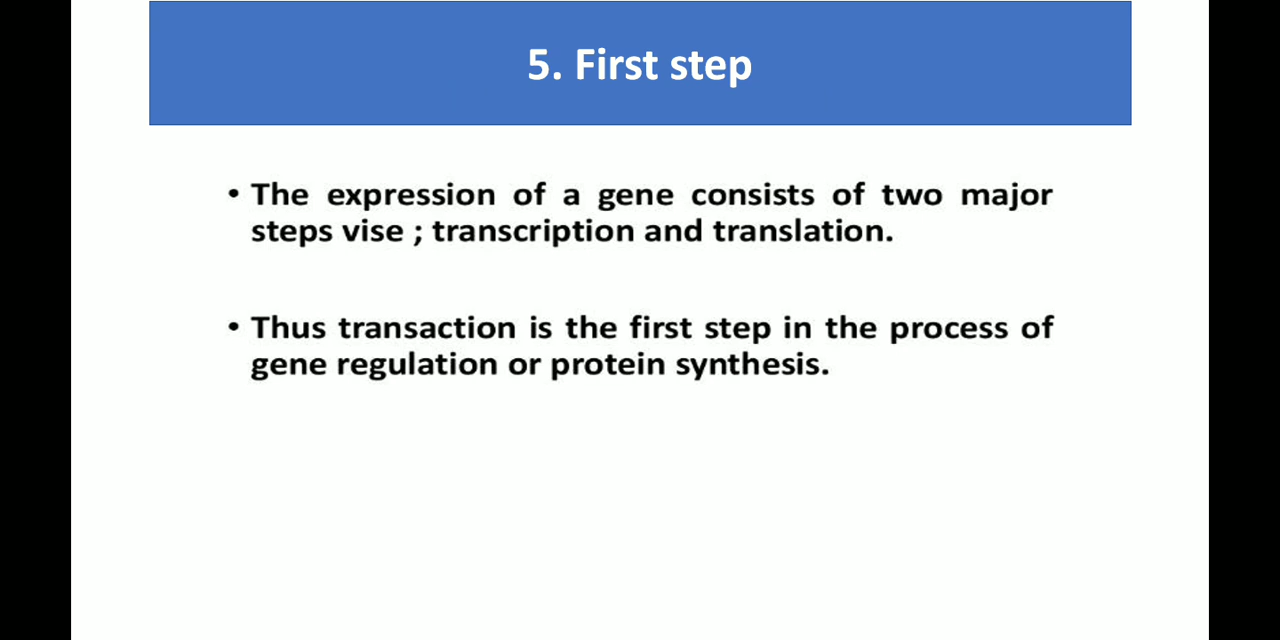 5. First step
• The expression of a gene consists of two major
steps vise ; transcription and translation.
• Thus transaction is the first step in the process of
gene regulation or protein synthesis.